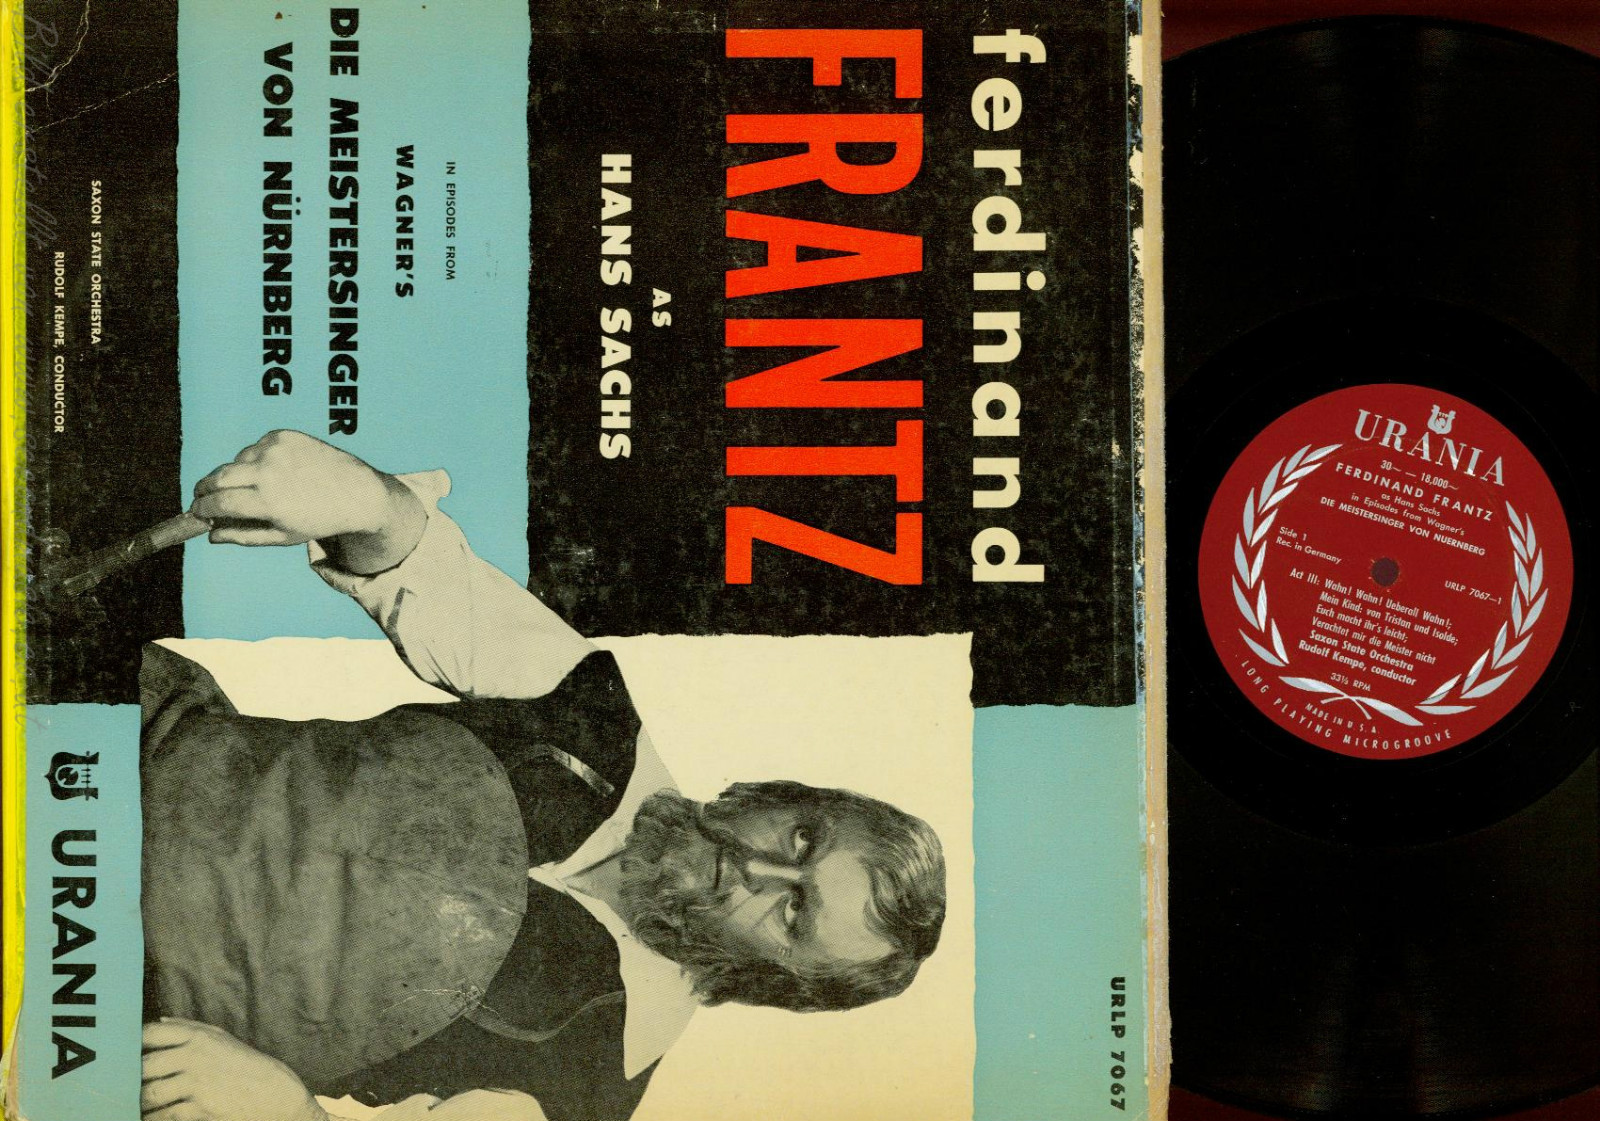 ferdinand
FRANTZ
AS
HANS SACHS
IN EPISODES FROM
WAGNER'S
DIE MEISTERSINGER
VON NÜRNBERG
SAXON STATE ORCHESTRA
RUDOLF KEMPE, CONDUCTOR
URLP 7067
URANIA
URANIA
30~ — 18,000~
FERDINAND FRANTZ
as Hans Sachs
in Episodes from Wagner's
DIE MEISTERSINGER VON NUERNBERG
Side 1
Rec. in Germany
URLP 7067—1
Act III: Wahn! Wahn! Ueberall Wahn!;
Mein Kind: von Tristan und Isolde;
Euch macht ihr's leicht;
Verachtet mir die Meister nicht
Saxon State Orchestra
Rudolf Kempe, conductor
33⅓ RPM
MADE IN U.S.A.
LONG PLAYING MICROGROOVE